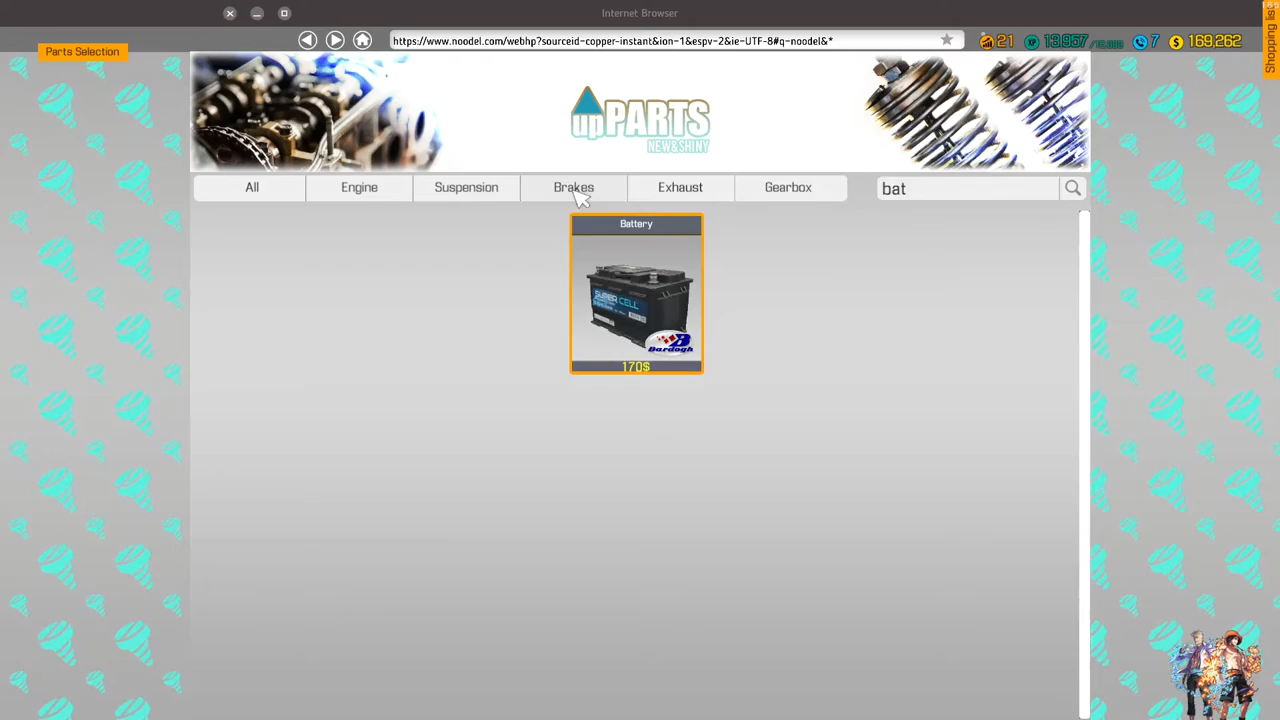 Internet Browser
Parts Selection
https://www.noodel.com/webhp?sourceid-copper-instant&ion-1&espv-2&ie-UTF-8#q-noodel&*
21
13,957
7
169,262
Shopping list
upPARTS
NEW&SHINY
All
Engine
Suspension
Brakes
Exhaust
Gearbox
bat
Battery
SUPER CELL
Bardogh
170$